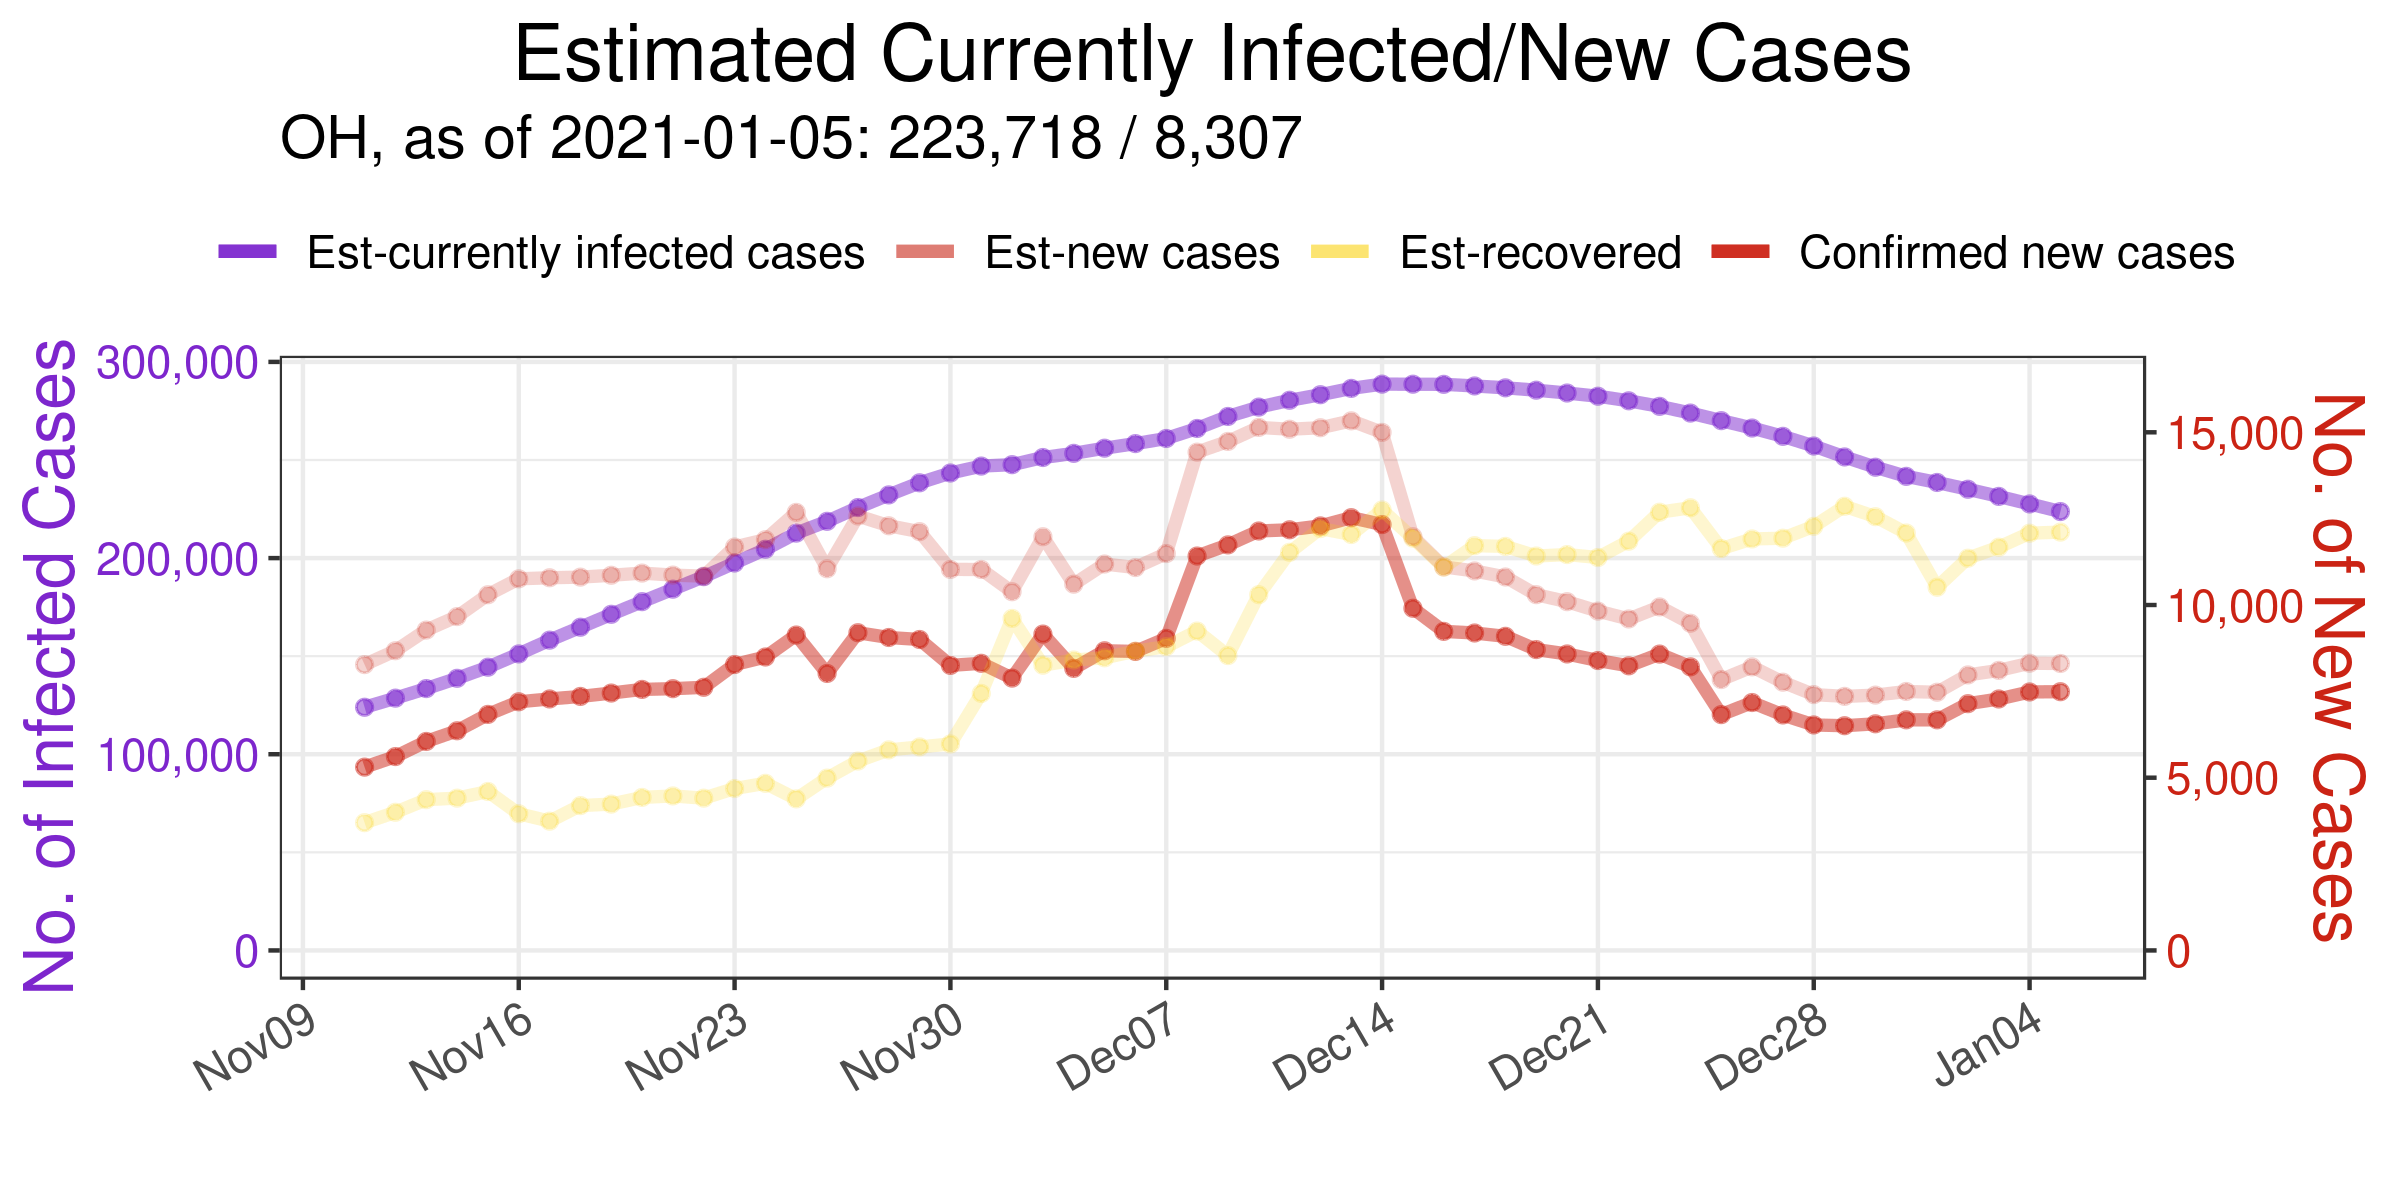 Estimated Currently Infected/New Cases
OH, as of 2021-01-05: 223,718 / 8,307
Est-currently infected cases Est-new cases Est-recovered Confirmed new cases
No. of Infected Cases
300,000
200,000
100,000
0
15,000
10,000
5,000
0
No. of New Cases
Nov09 Nov16 Nov23 Nov30 Dec07 Dec14 Dec21 Dec28 Jan04